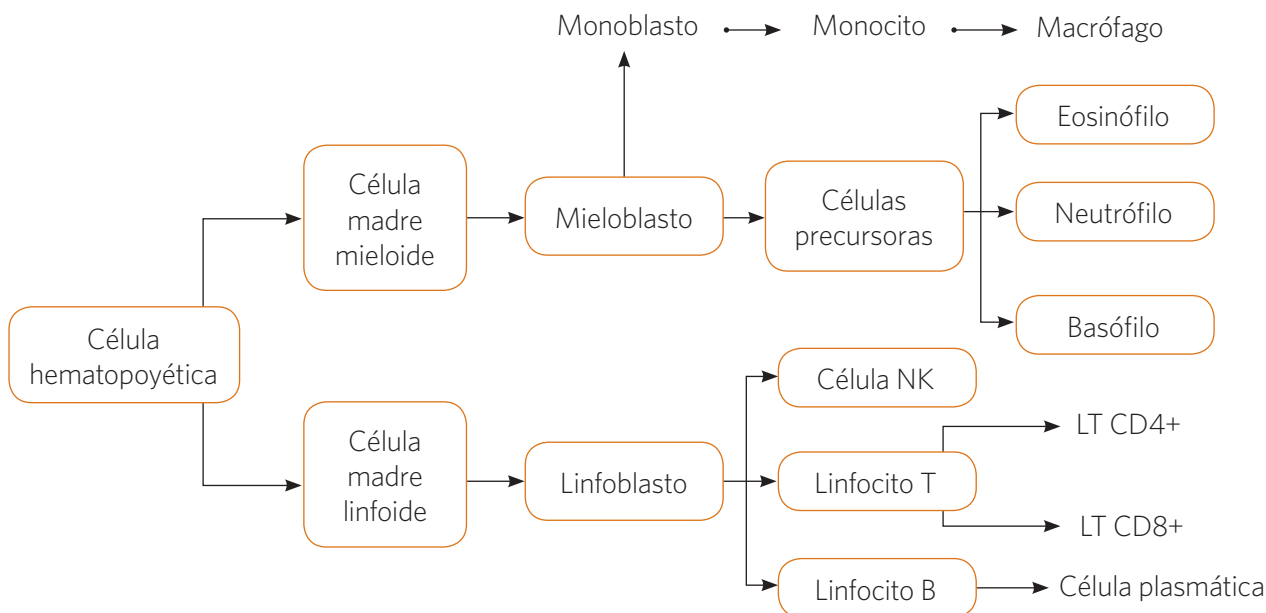 Monoblasto
Monocito
Macrófago
Eosinófilo
Célula
madre
mieloide
Mieloblasto
Células
precursoras
Neutrófilo
Basófilo
Célula
hematopoyética
Célula NK
Célula
madre
linfoide
Linfoblasto
Linfocito T
LT CD4+
LT CD8+
Linfocito B
Célula plasmática